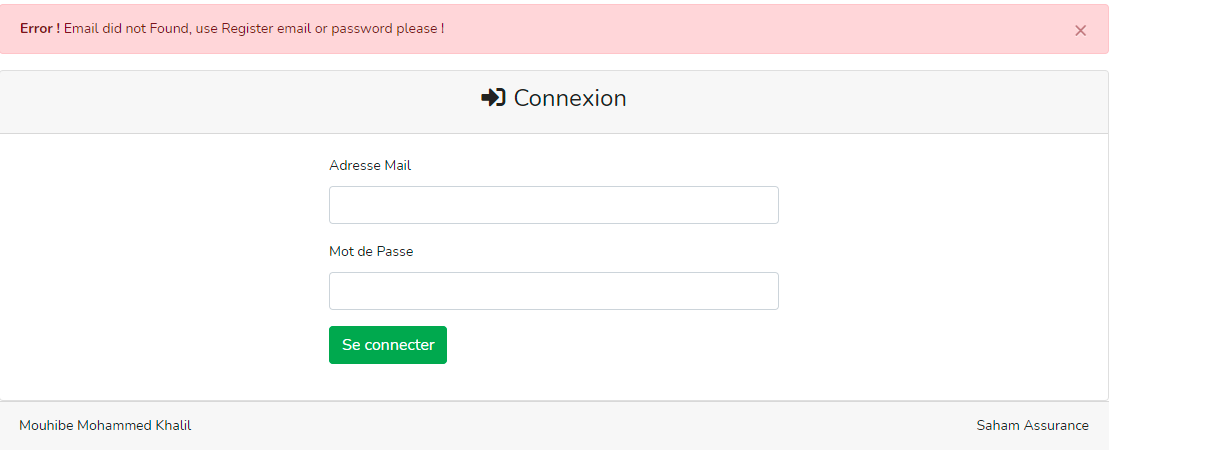 Error ! Email did not Found, use Register email or password please !
×
Connexion
Adresse Mail
Mot de Passe
Se connecter
Mouhibe Mohammed Khalil
Saham Assurance